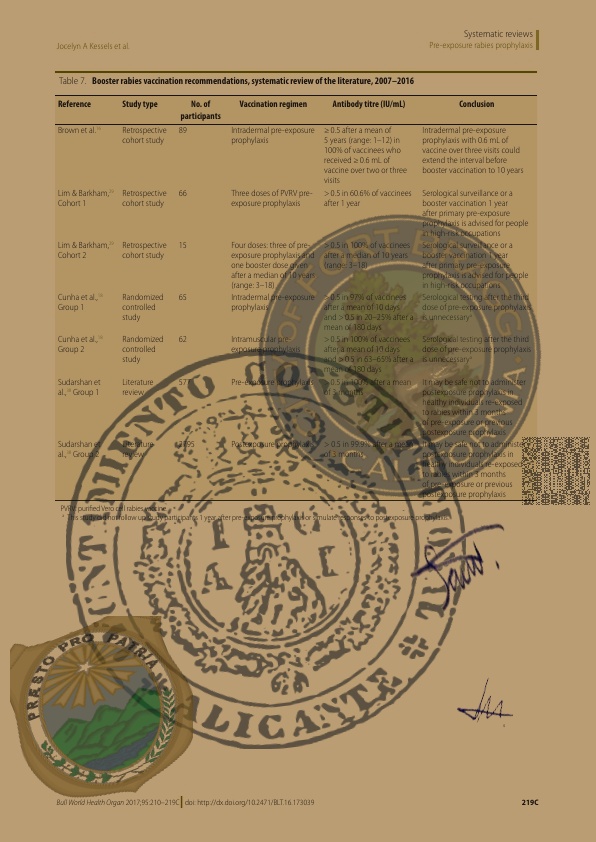 Systematic reviews
Jocelyn A Kessels et al.
Pre-exposure rabies prophylaxis
Table 7. Booster rabies vaccination recommendations, systematic review of the literature, 2007–2016
Reference Study type No. of participants Vaccination regimen Antibody titre (IU/mL) Conclusion
Brown et al. Retrospective cohort study 89 Intradermal pre-exposure prophylaxis ≥ 0.5 after a mean of 5 years (range: 1–12) in 100% of vaccinees who received ≥ 0.6 mL of vaccine over two or three visits Intradermal pre-exposure prophylaxis with 0.6 mL of vaccine over three visits could extend the interval before booster vaccination to 10 years
Lim & Barkham, Cohort 1 Retrospective cohort study 66 Three doses of PVRV pre-exposure prophylaxis > 0.5 in 60.6% of vaccinees after 1 year Serological surveillance or a booster vaccination 1 year after primary pre-exposure prophylaxis is advised for people in high-risk occupations
Lim & Barkham, Cohort 2 Retrospective cohort study 15 Four doses: three of pre-exposure prophylaxis and one booster dose given after a median of 10 years (range: 3–18) > 0.5 in 100% of vaccinees after a median of 10 years (range: 3–18) Serological surveillance or a booster vaccination 1 year after primary pre-exposure prophylaxis is advised for people in high-risk occupations
Cunha et al., Group 1 Randomized controlled study 65 Intradermal pre-exposure prophylaxis > 0.5 in 97% of vaccinees after a mean of 10 days and > 0.5 in 20–25% after a mean of 180 days Serological testing after the third dose of pre-exposure prophylaxis is unnecessary
Cunha et al., Group 2 Randomized controlled study 62 Intramuscular pre-exposure prophylaxis > 0.5 in 100% of vaccinees after a mean of 10 days and > 0.5 in 63–65% after a mean of 180 days Serological testing after the third dose of pre-exposure prophylaxis is unnecessary
Sudarshan et al., Group 1 Literature review Pre-exposure prophylaxis > 0.5 in 100% after a mean of months It may be safe not to administer postexposure prophylaxis in healthy individuals re-exposed to rabies within 3 months of pre-exposure or previous postexposure prophylaxis
Sudarshan et al., Group 2 Literature review Postexposure prophylaxis > 0.5 in 99.9% after a mean of 3 months It may be safe not to administer postexposure prophylaxis in healthy individuals re-exposed to rabies within 3 months of pre-exposure or previous postexposure prophylaxis
PVRV: purified Vero cell rabies vaccine.
This study did not follow up study participants 1 year after pre-exposure prophylaxis or simulate responses to postexposure prophylaxis.
ALICANTE
PRÆSTO PRO PATRIA
Bull World Health Organ 2017;95:210–219C doi: http://dx.doi.org/10.2471/BLT.16.173039
219C